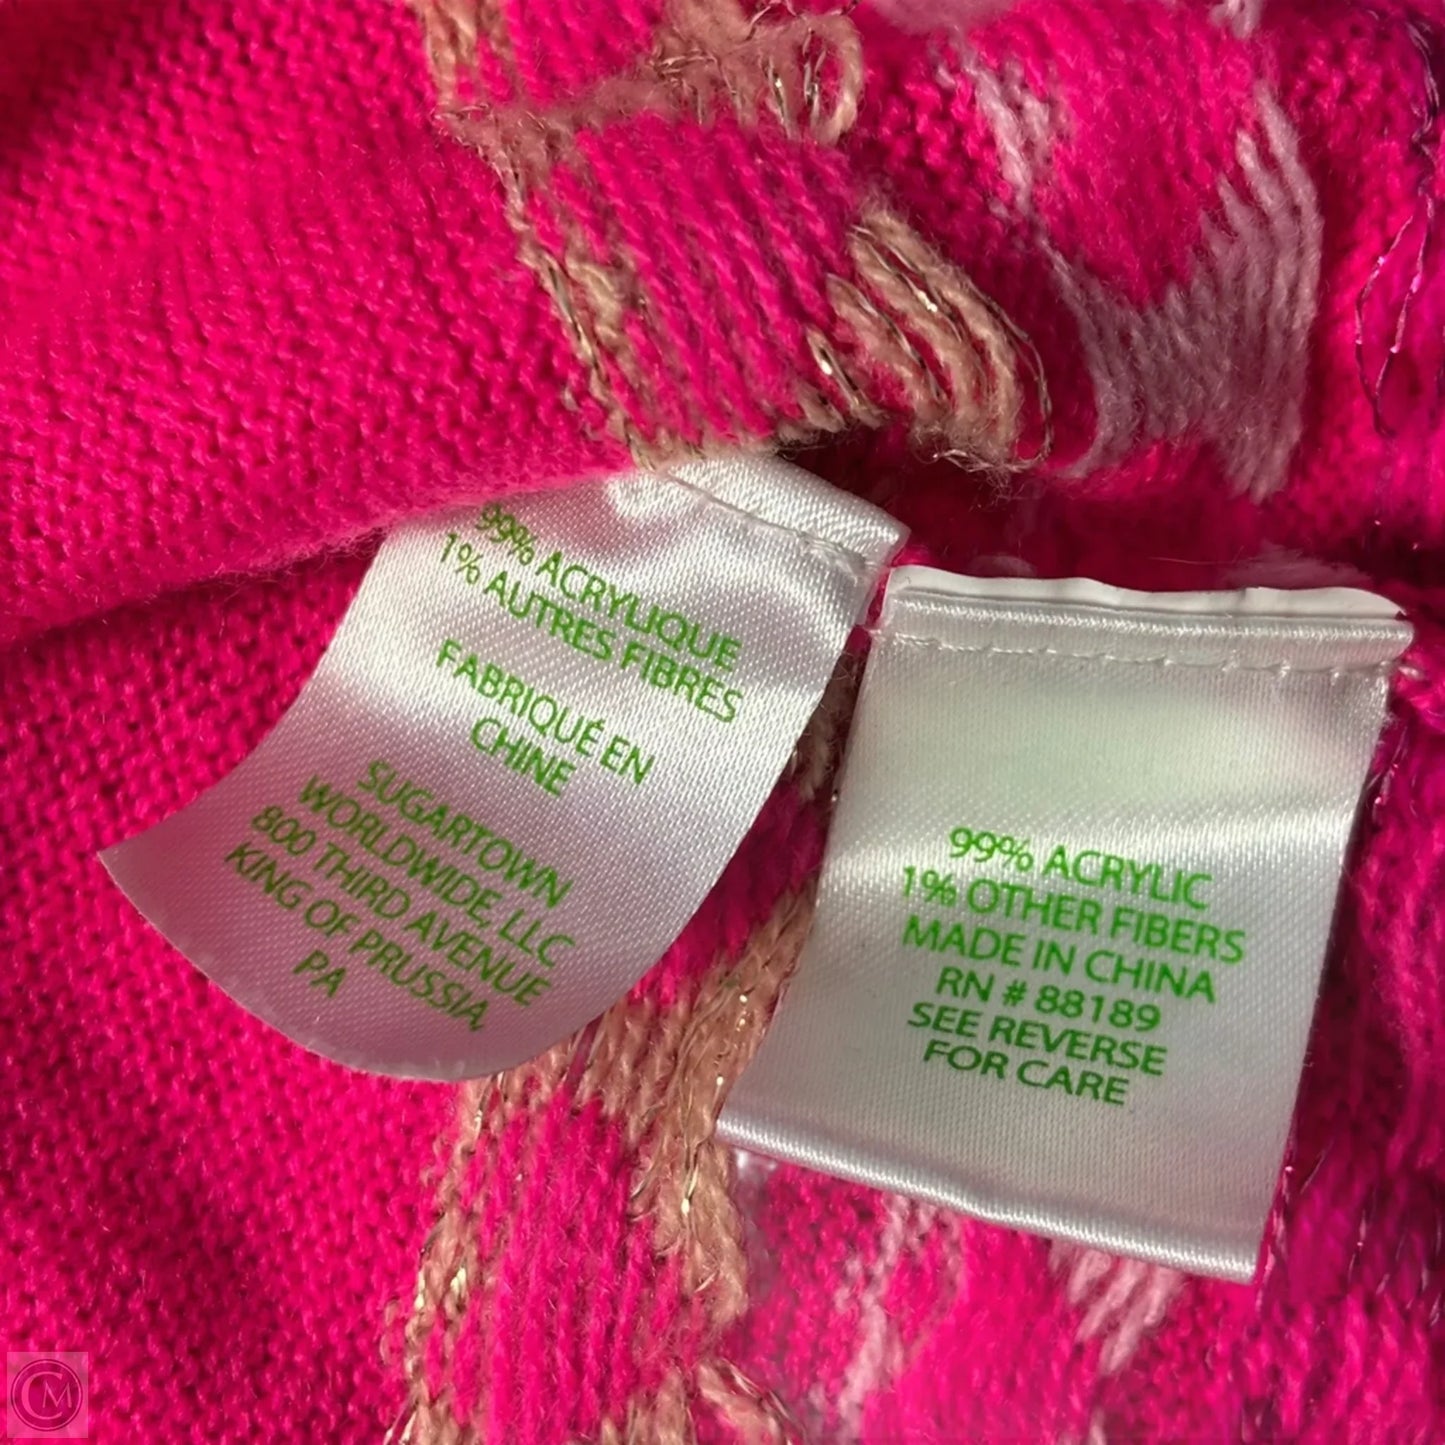 99% ACRYLIQUE
1% AUTRES FIBRES
FABRIQUÉ EN
CHINE
SUGARTOWN
WORLDWIDE, LLC
800 THIRD AVENUE
KING OF PRUSSIA,
PA
99% ACRYLIC
1% OTHER FIBERS
MADE IN CHINA
RN # 88189
SEE REVERSE
FOR CARE
CM